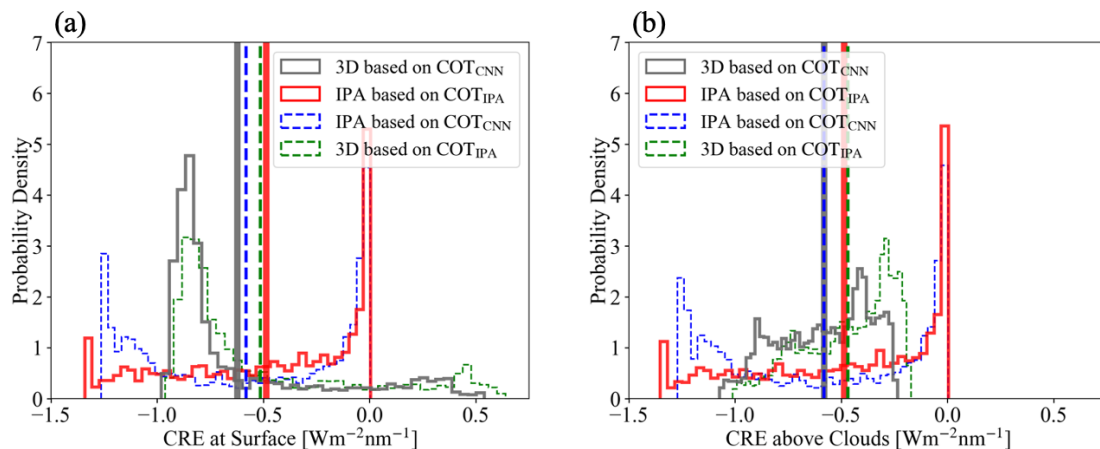 (a)
7
6
5
4
3
2
1
0
Probability Density
3D based on COT_CNN
IPA based on COT_IPA
IPA based on COT_CNN
3D based on COT_IPA
−1.5 −1.0 −0.5 0.0 0.5
CRE at Surface [Wm⁻²nm⁻¹]
(b)
7
6
5
4
3
2
1
0
Probability Density
3D based on COT_CNN
IPA based on COT_IPA
IPA based on COT_CNN
3D based on COT_IPA
−1.5 −1.0 −0.5 0.0 0.5
CRE above Clouds [Wm⁻²nm⁻¹]